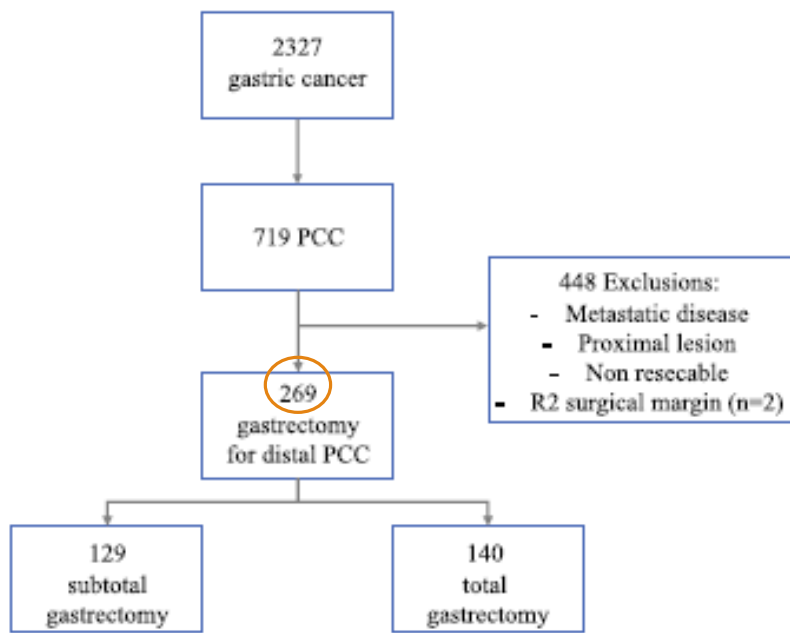 2327
gastric cancer
719 PCC
448 Exclusions:
- Metastatic disease
- Proximal lesion
- Non resecable
- R2 surgical margin (n=2)
269
gastrectomy
for distal PCC
129
subtotal
gastrectomy
140
total
gastrectomy